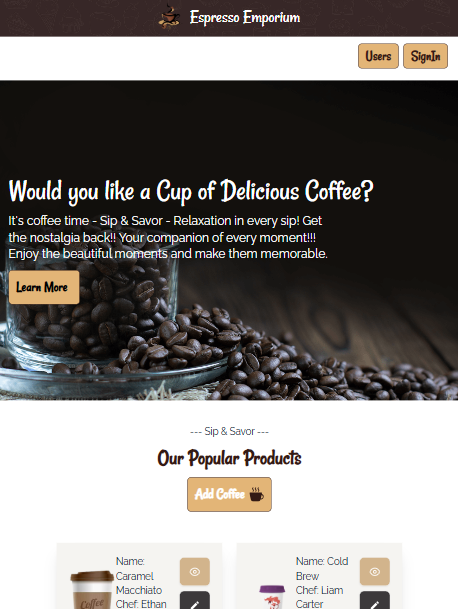 Espresso Emporium
Users SignIn
Would you like a Cup of Delicious Coffee?
It's coffee time - Sip & Savor - Relaxation in every sip! Get
the nostalgia back!! Your companion of every moment!!!
Enjoy the beautiful moments and make them memorable.
Learn More
--- Sip & Savor ---
Our Popular Products
Add Coffee
Name:
Caramel
Macchiato
Chef: Ethan
Coffee
Name: Cold
Brew
Chef: Liam
Carter